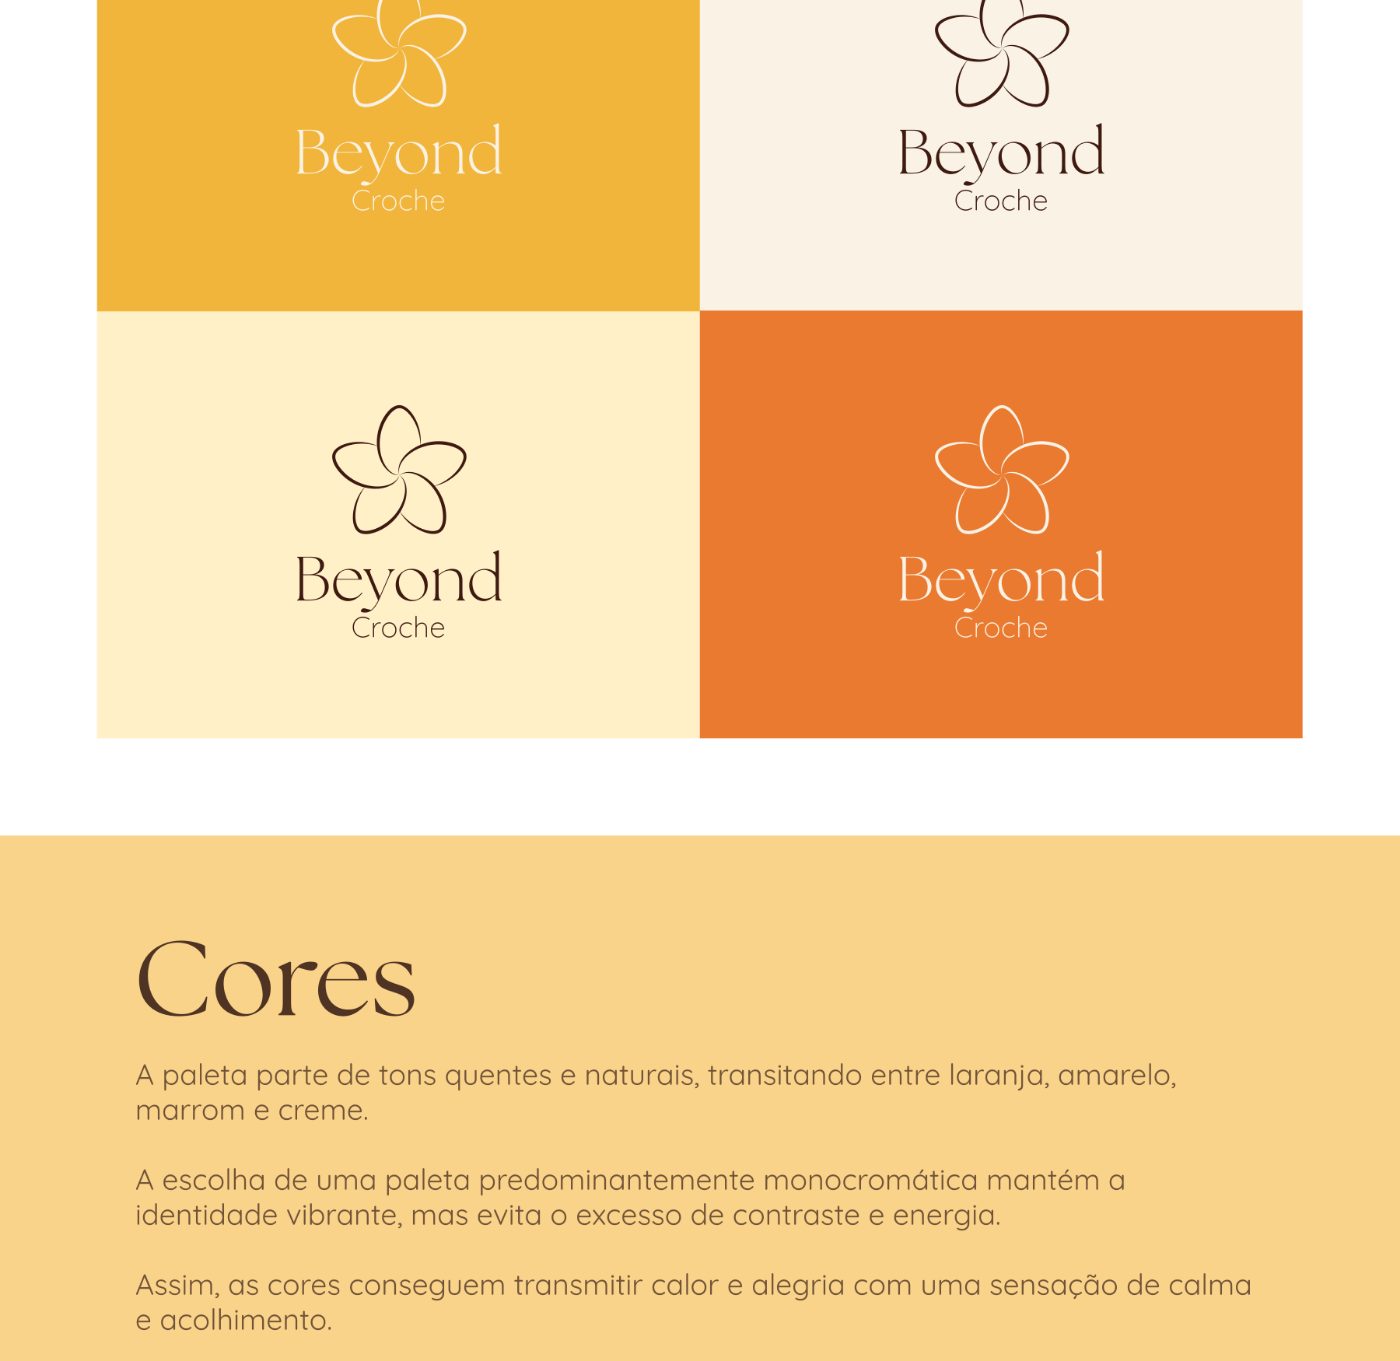 Beyond
Croche
Beyond
Croche
Beyond
Croche
Beyond
Croche
Cores
A paleta parte de tons quentes e naturais, transitando entre laranja, amarelo,
marrom e creme.
A escolha de uma paleta predominantemente monocromática mantém a
identidade vibrante, mas evita o excesso de contraste e energia.
Assim, as cores conseguem transmitir calor e alegria com uma sensação de calma
e acolhimento.